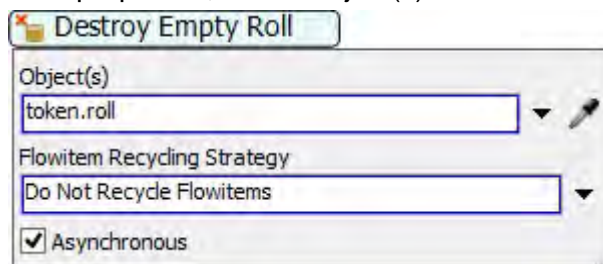 Destroy Empty Roll
Object(s)
token.roll
Flowitem Recycling Strategy
Do Not Recycle Flowitems
Asynchronous